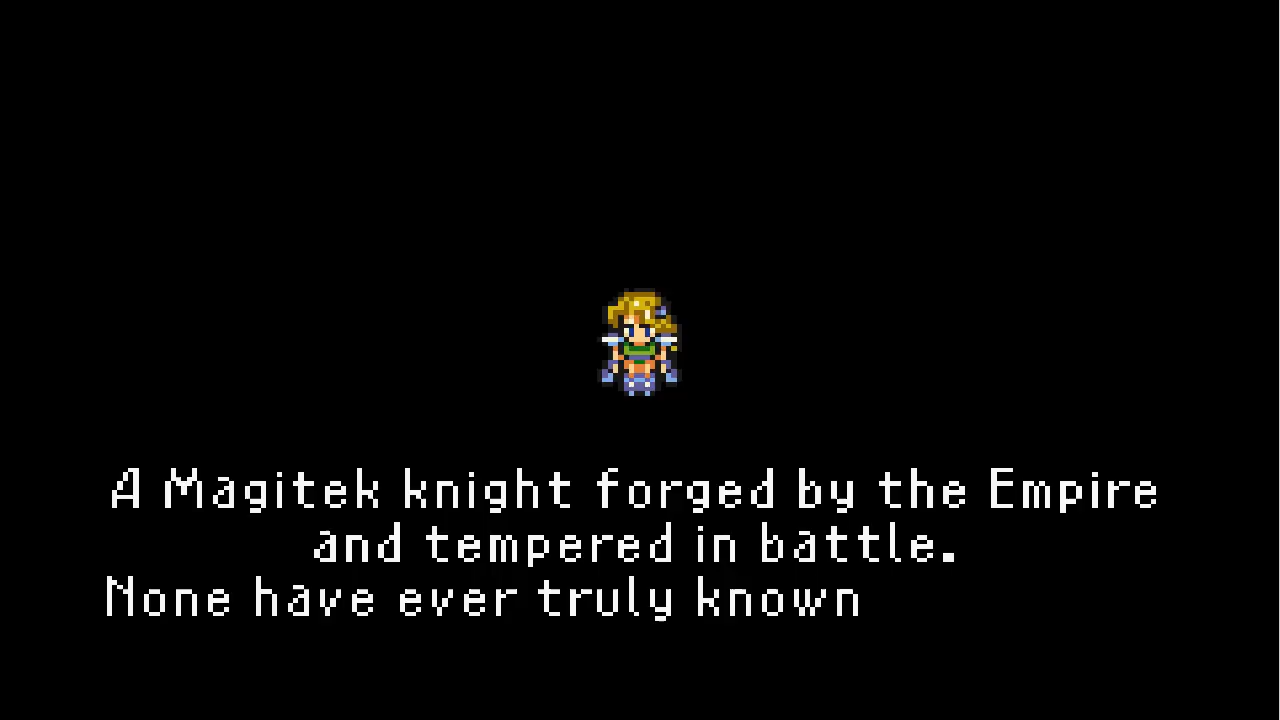 A Magitek knight forged by the Empire
and tempered in battle.
None have ever truly known